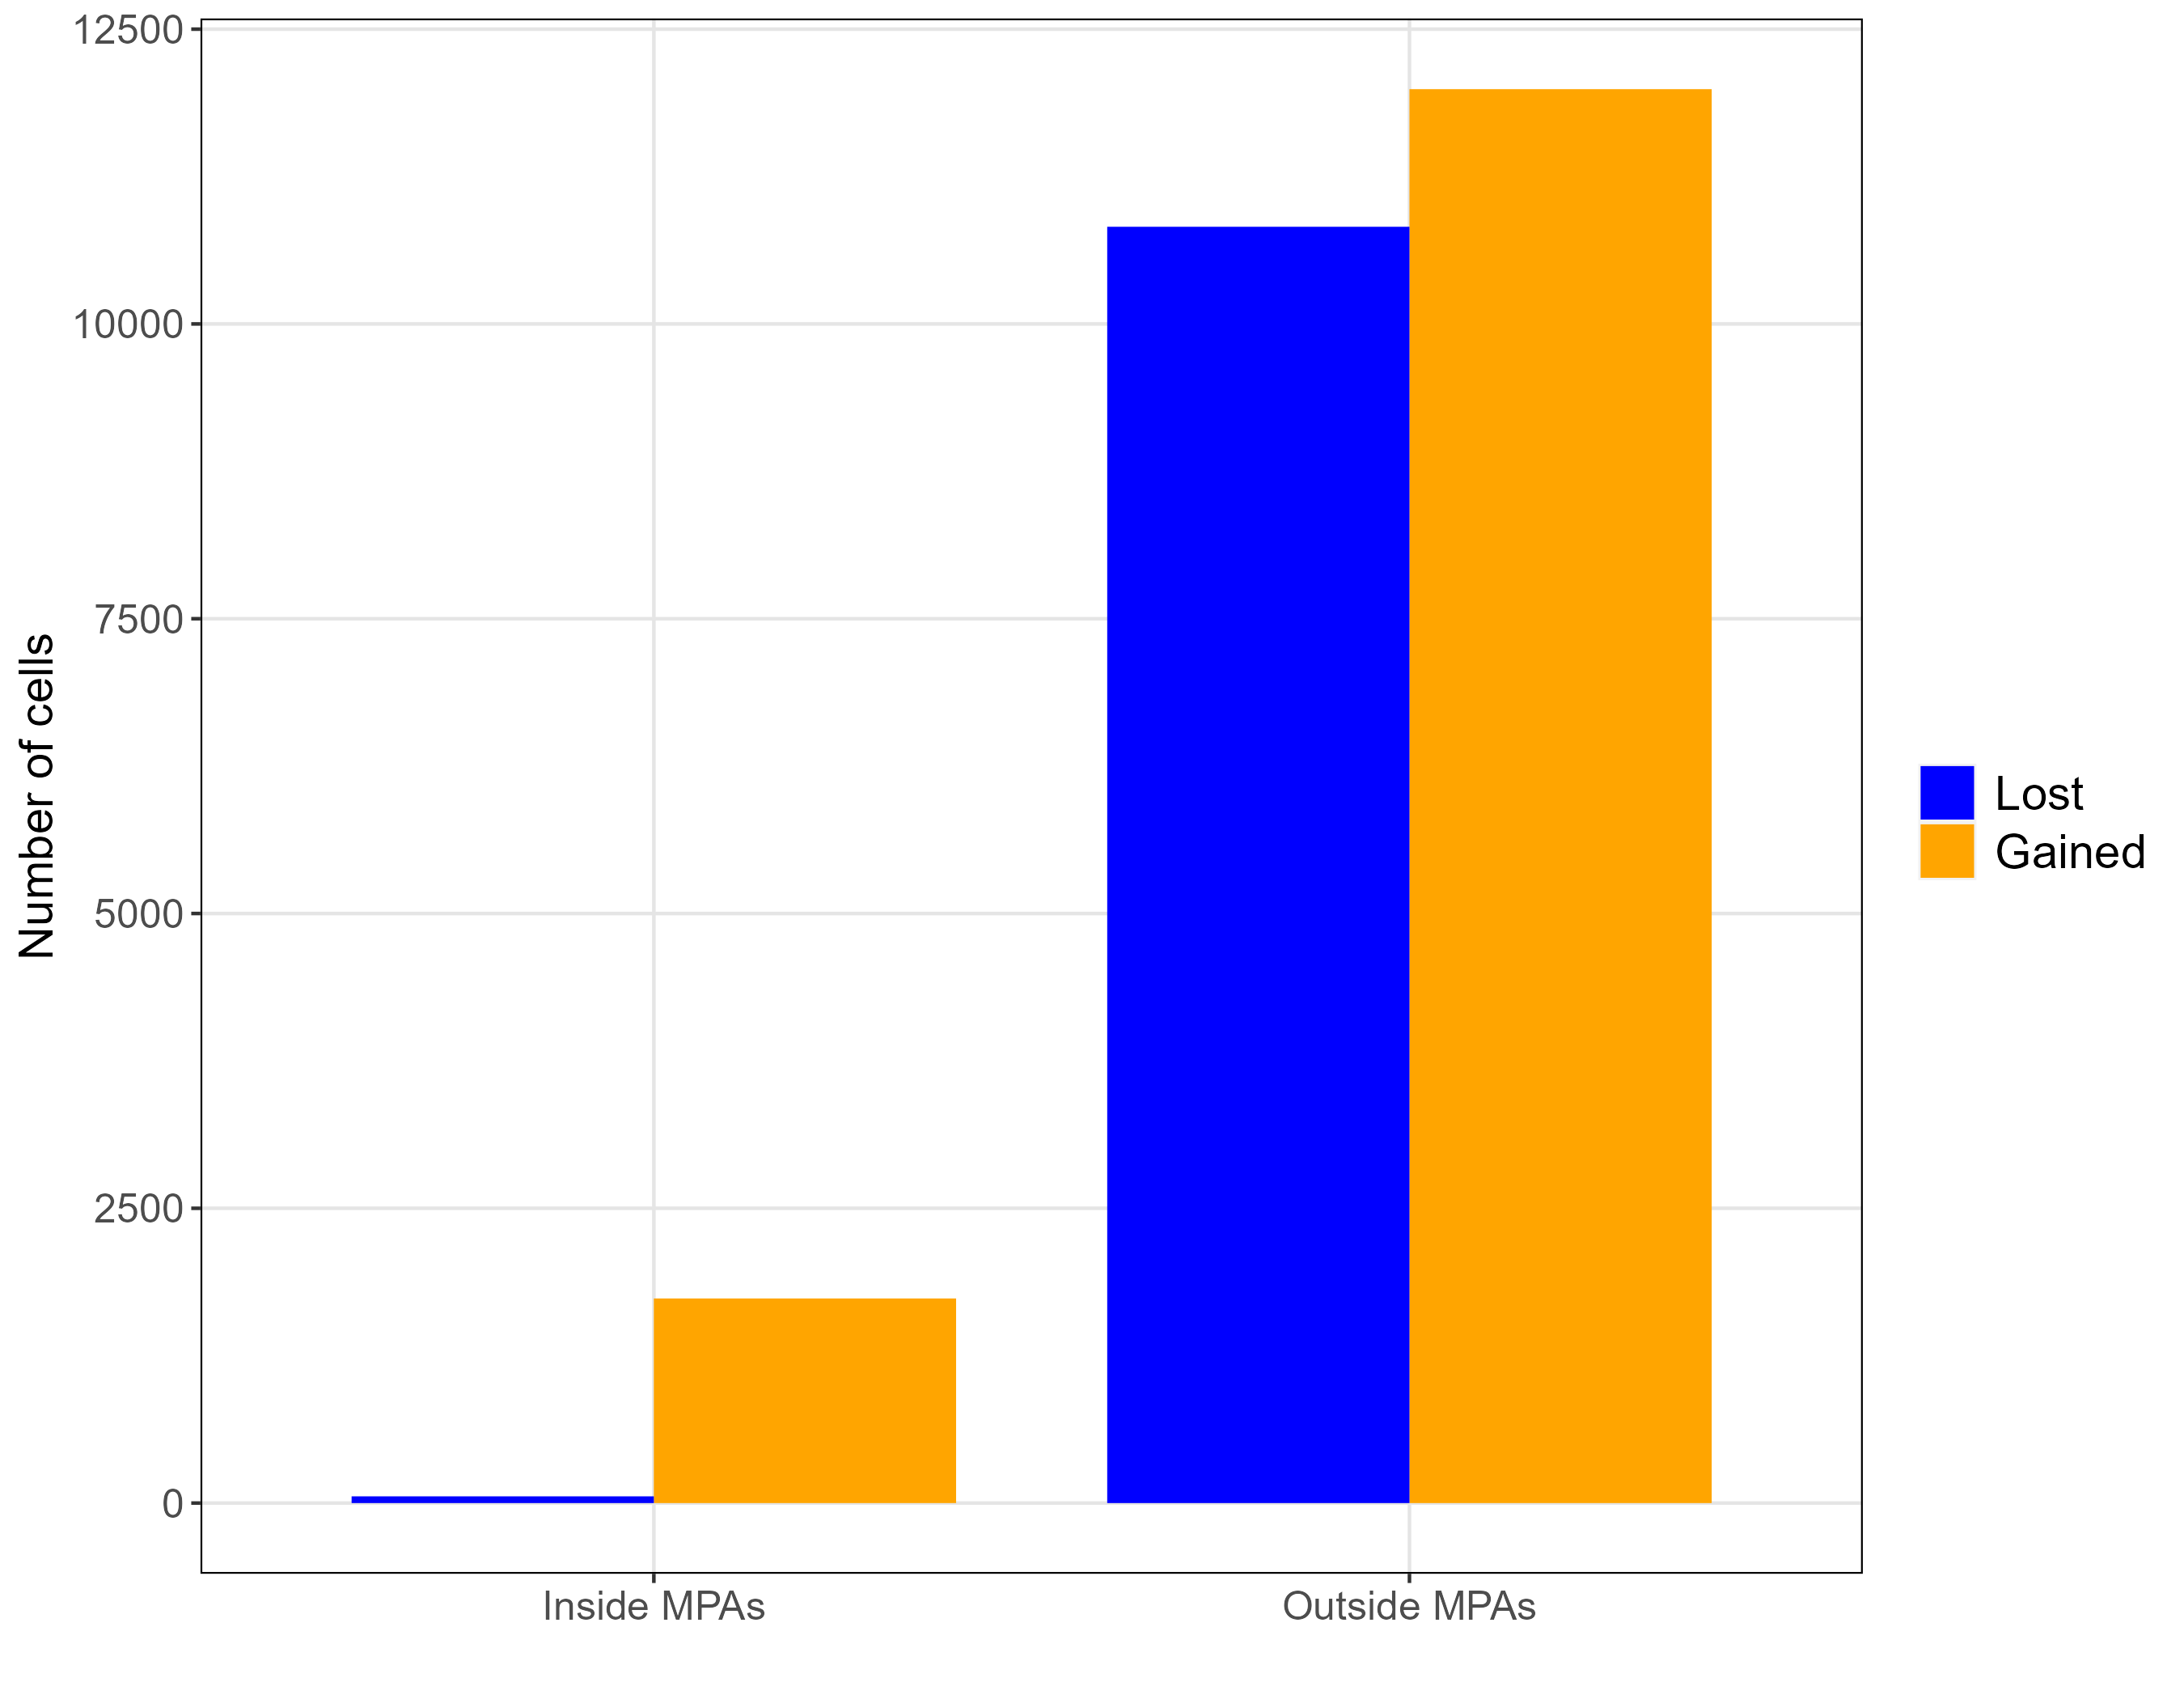 Number of cells
12500
10000
7500
5000
2500
0
Inside MPAs
Outside MPAs
Lost
Gained